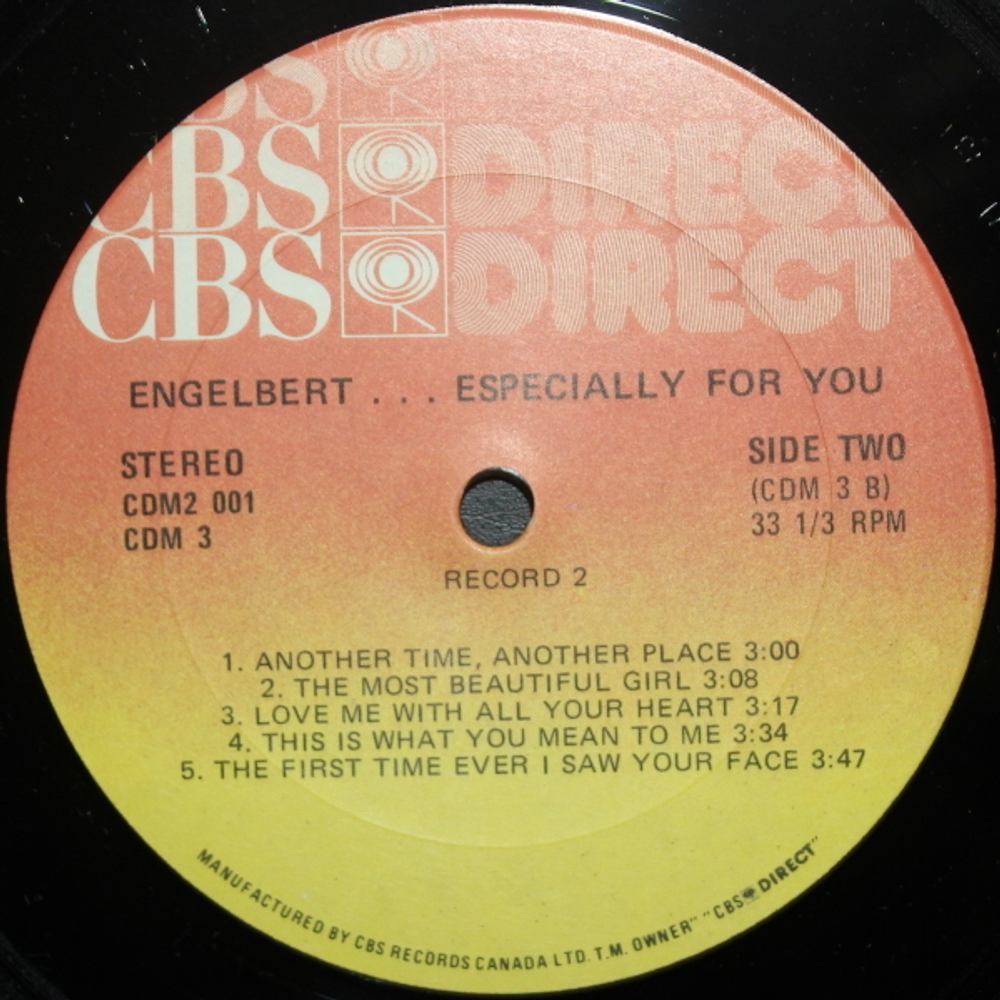 CBS
CBS DIRECT
CBS DIRECT
ENGELBERT . . . ESPECIALLY FOR YOU
STEREO
CDM2 001
CDM 3
SIDE TWO
(CDM 3 B)
33 1/3 RPM
RECORD 2
1. ANOTHER TIME, ANOTHER PLACE 3:00
2. THE MOST BEAUTIFUL GIRL 3:08
3. LOVE ME WITH ALL YOUR HEART 3:17
4. THIS IS WHAT YOU MEAN TO ME 3:34
5. THE FIRST TIME EVER I SAW YOUR FACE 3:47
MANUFACTURED BY CBS RECORDS CANADA LTD. T.M. OWNER" "CBS DIRECT"